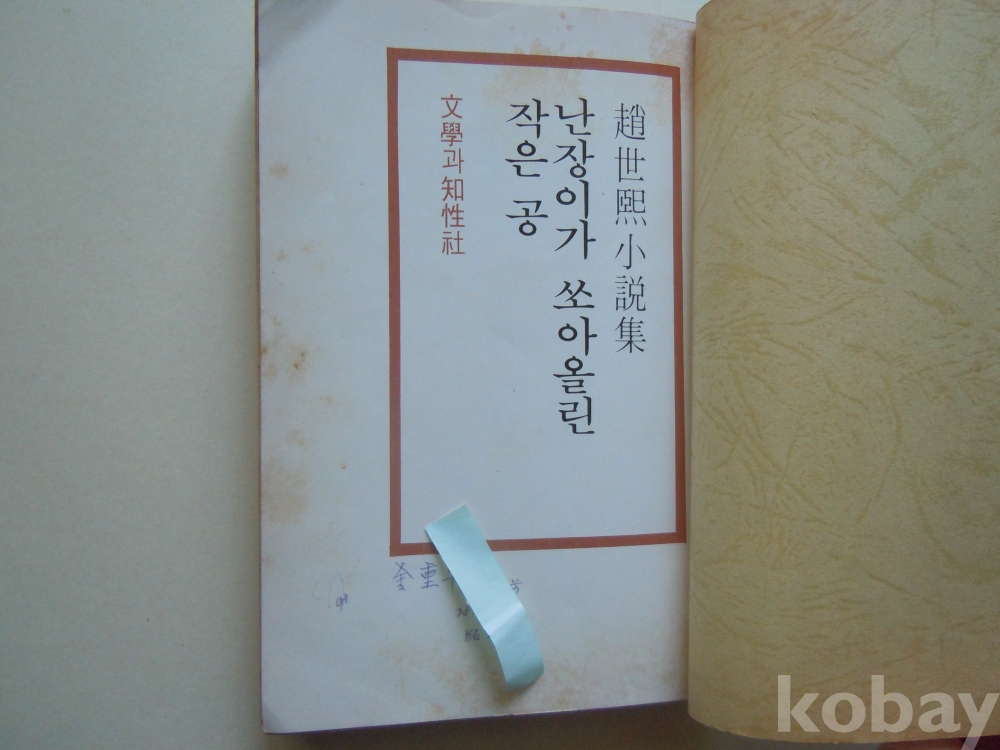 趙世熙小説集
난장이가 쏘아올린
작은 공
文學과知性社
kobay